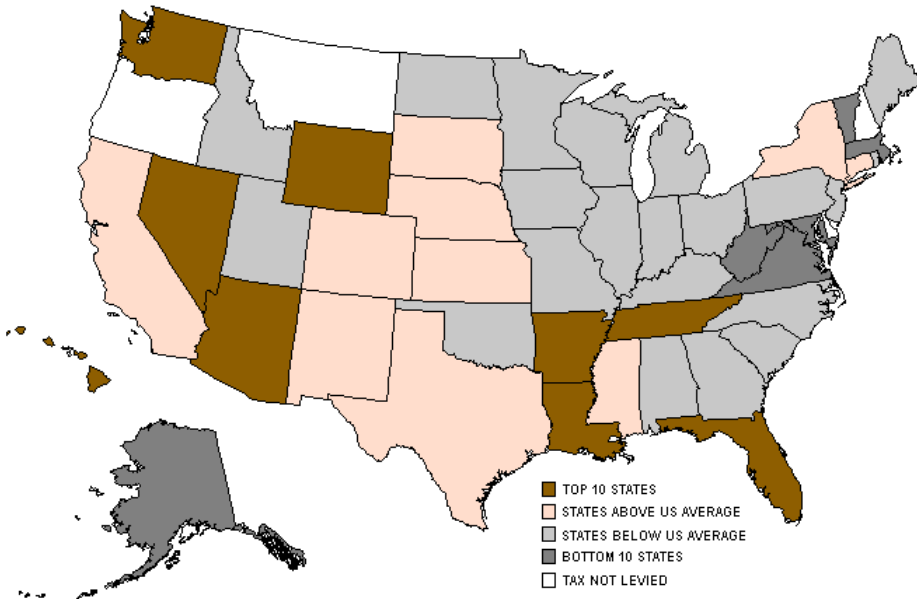 TOP 10 STATES
STATES ABOVE US AVERAGE
STATES BELOW US AVERAGE
BOTTOM 10 STATES
TAX NOT LEVIED